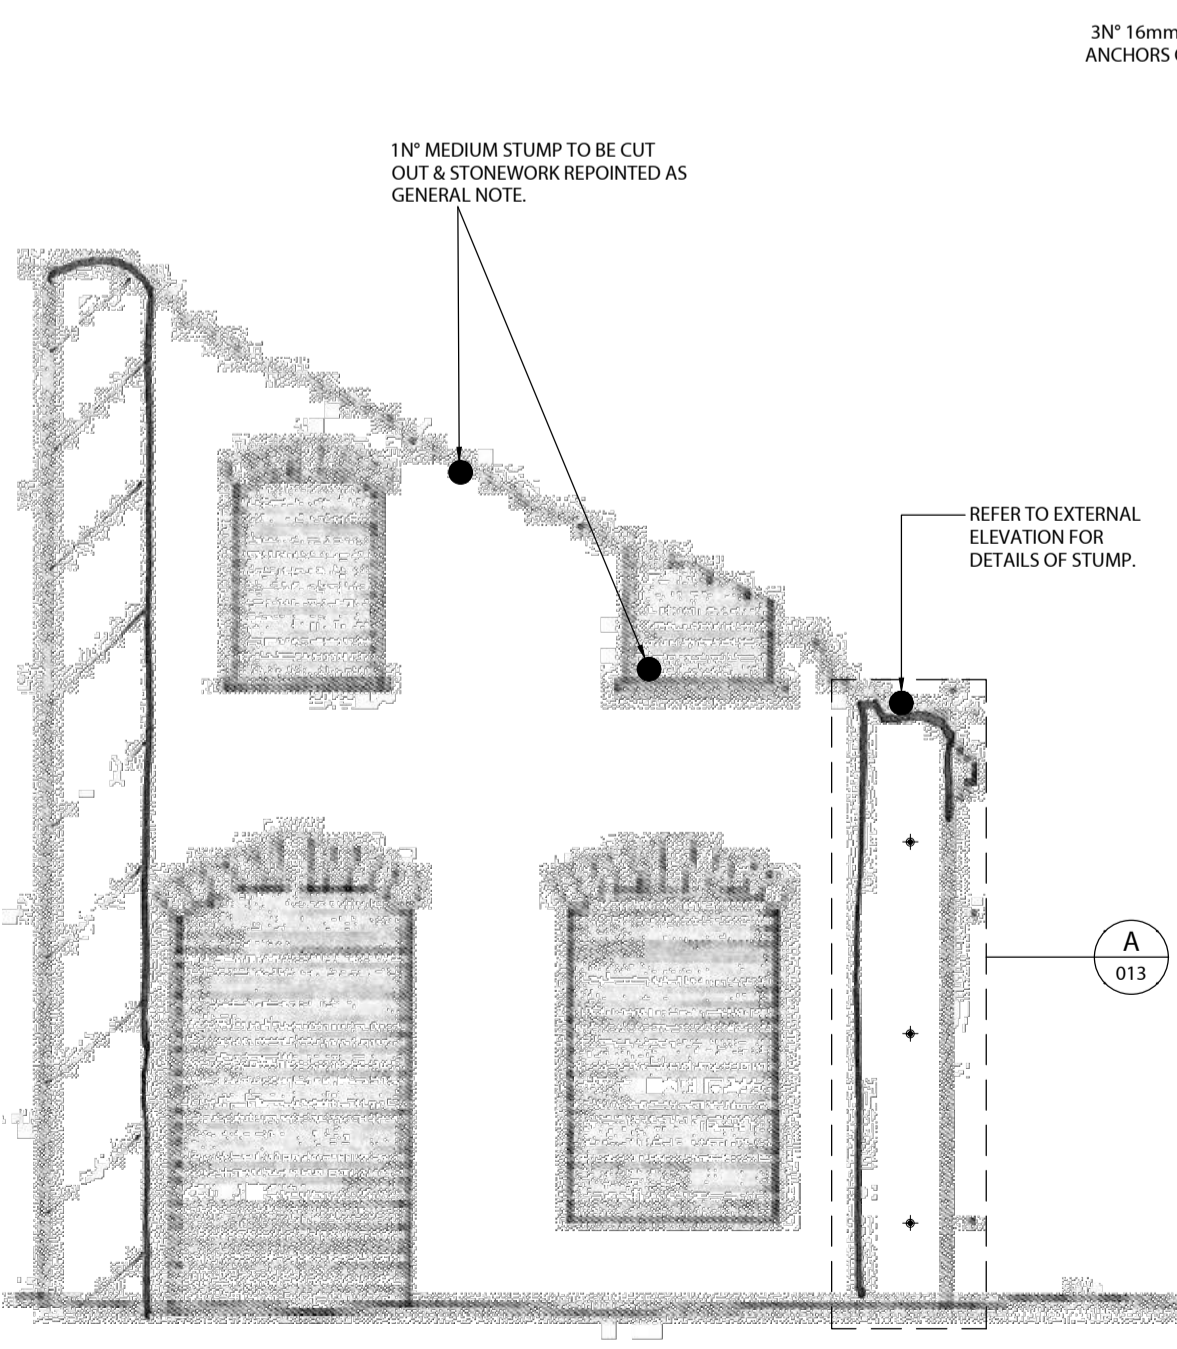 3N° 16mm
ANCHORS
1N° MEDIUM STUMP TO BE CUT
OUT & STONEWORK REPOINTED AS
GENERAL NOTE.
REFER TO EXTERNAL
ELEVATION FOR
DETAILS OF STUMP.
A
013